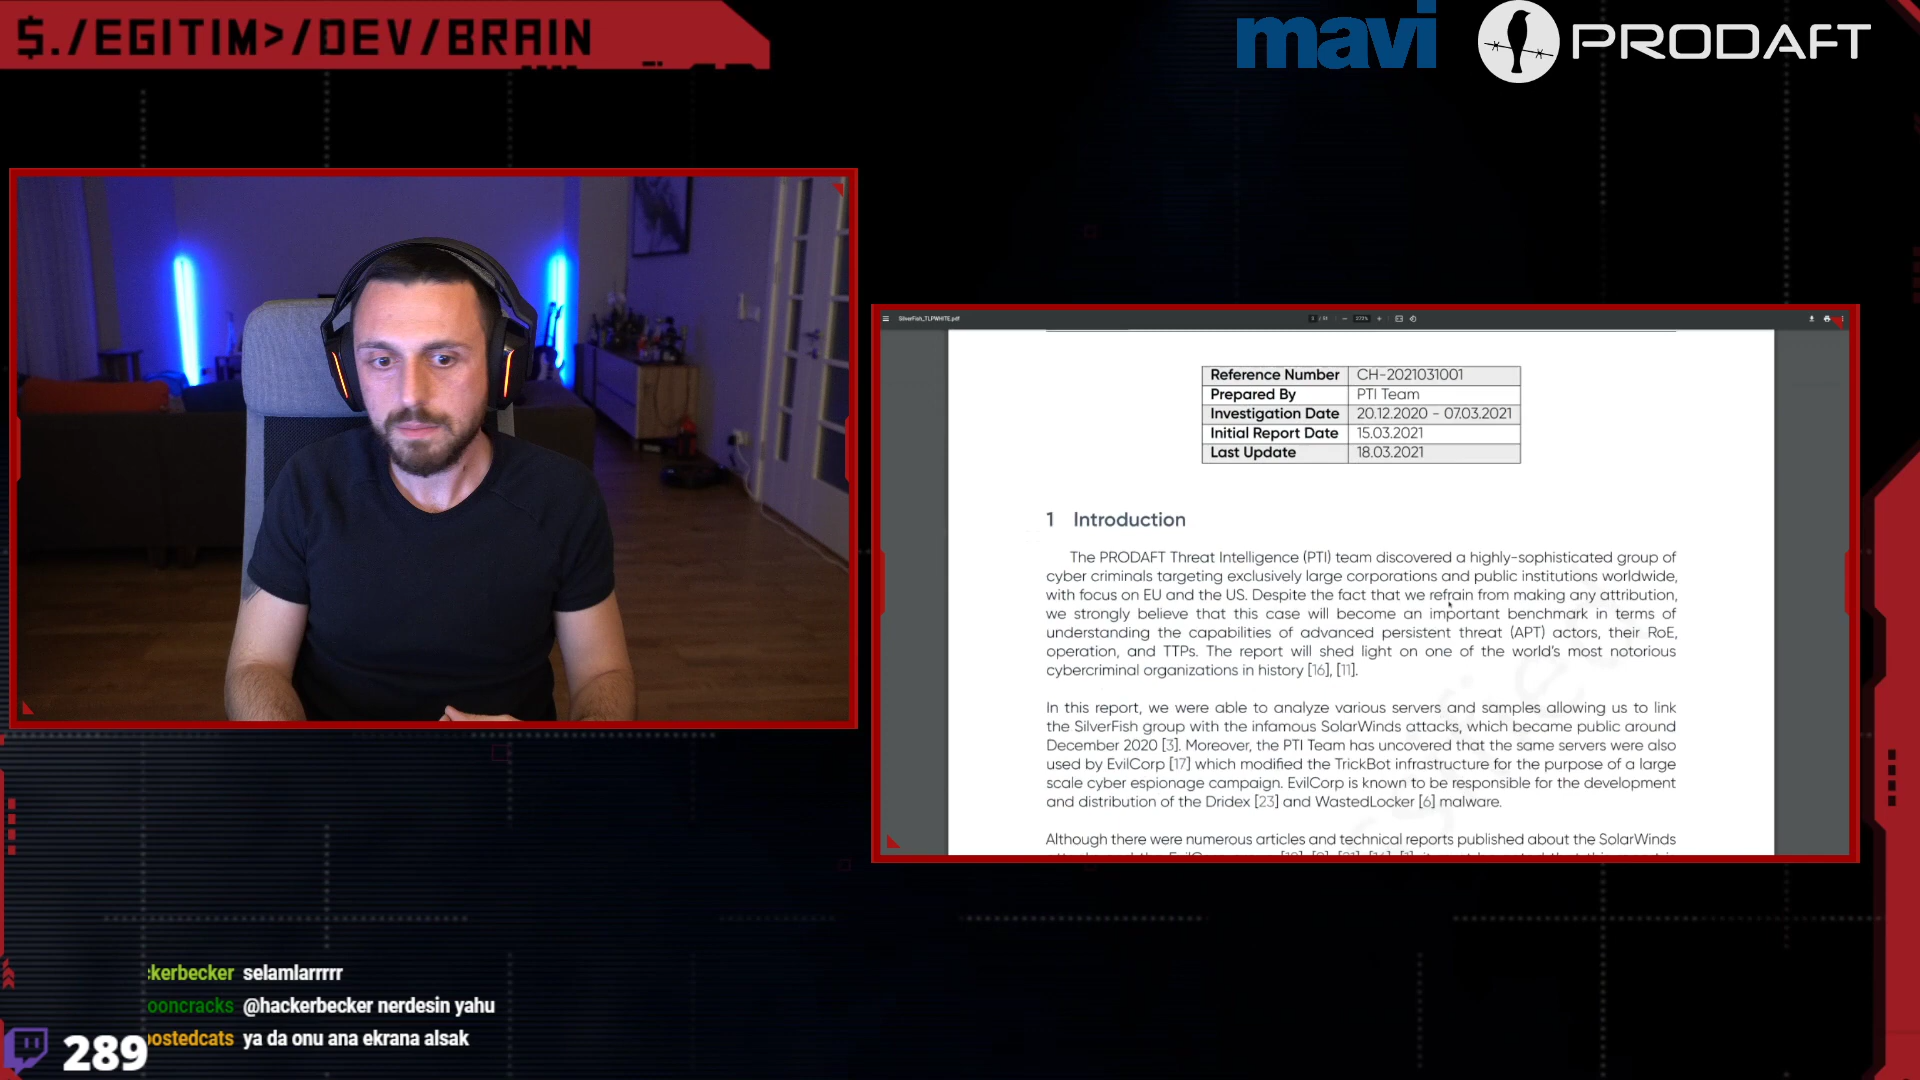 $./EGITIM>/DEV/BRAIN
mavi
PRODAFT
SilverFish_TLPWHITE.pdf
Reference Number CH-2021031001
Prepared By PTI Team
Investigation Date 20.12.2020 - 07.03.2021
Initial Report Date 15.03.2021
Last Update 18.03.2021
1 Introduction
The PRODAFT Threat Intelligence (PTI) team discovered a highly-sophisticated group of
cyber criminals targeting exclusively large corporations and public institutions worldwide,
with focus on EU and the US. Despite the fact that we refrain from making any attribution,
we strongly believe that this case will become an important benchmark in terms of
understanding the capabilities of advanced persistent threat (APT) actors, their RoE,
operation, and TTPs. The report will shed light on one of the world's most notorious
cybercriminal organizations in history [16], [11].
In this report, we were able to analyze various servers and samples allowing us to link
the SilverFish group with the infamous SolarWinds attacks, which became public around
December 2020 [3]. Moreover, the PTI Team has uncovered that the same servers were also
used by EvilCorp [17] which modified the TrickBot infrastructure for the purpose of a large
scale cyber espionage campaign. EvilCorp is known to be responsible for the development
and distribution of the Dridex [23] and WastedLocker [6] malware.
Although there were numerous articles and technical reports published about the SolarWinds
kerbecker selamlarrrrr
ooncracks @hackerbecker nerdesin yahu
ostedcats ya da onu ana ekrana alsak
289